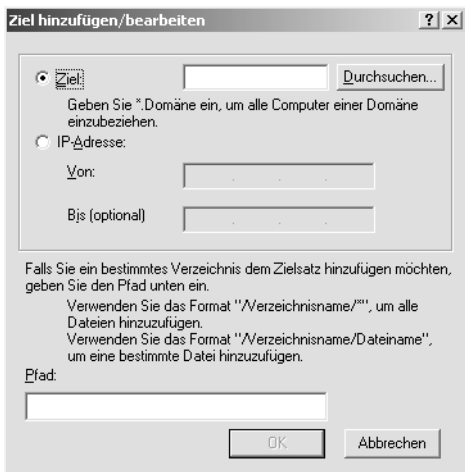 Ziel hinzufügen/bearbeiten
Ziel: Durchsuchen...
Geben Sie *.Domäne ein, um alle Computer einer Domäne
einzubeziehen.
IP-Adresse:
Von:
Bis (optional)
Falls Sie ein bestimmtes Verzeichnis dem Zielsatz hinzufügen möchten,
geben Sie den Pfad unten ein.
Verwenden Sie das Format "/Verzeichnisname/*", um alle
Dateien hinzuzufügen.
Verwenden Sie das Format "/Verzeichnisname/Dateiname",
um eine bestimmte Datei hinzuzufügen.
Pfad:
OK Abbrechen